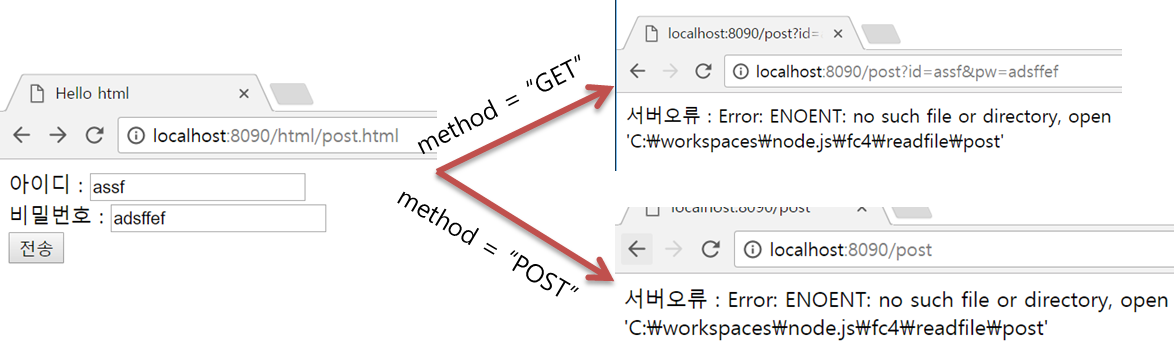 Hello html
localhost:8090/html/post.html
아이디 : assf
비밀번호 : adsffef
전송
method = “GET”
method = “POST”
localhost:8090/post?id=
localhost:8090/post?id=assf&pw=adsffef
서버오류 : Error: ENOENT: no such file or directory, open
'C:₩workspaces₩node.js₩fc4₩readfile₩post'
localhost:8090/post
localhost:8090/post
서버오류 : Error: ENOENT: no such file or directory, open
'C:₩workspaces₩node.js₩fc4₩readfile₩post'